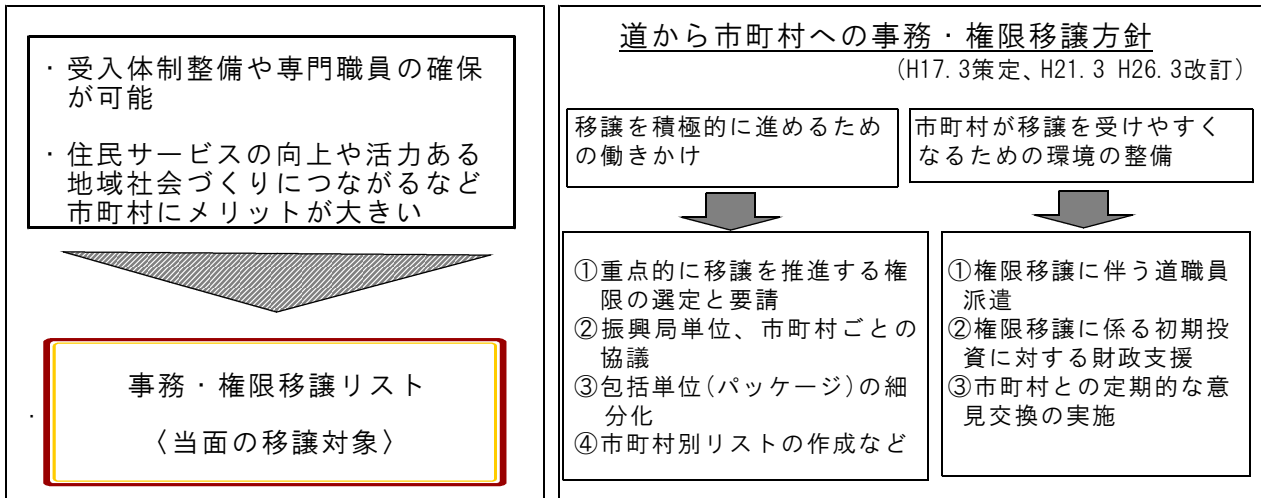 ・受入体制整備や専門職員の確保
が可能
・住民サービスの向上や活力ある
地域社会づくりにつながるなど
市町村にメリットが大きい
事務・権限移譲リスト
〈当面の移譲対象〉
道から市町村への事務・権限移譲方針
(H17.3策定、H21.3 H26.3改訂)
移譲を積極的に進めるため
の働きかけ
①重点的に移譲を推進する権
限の選定と要請
②振興局単位、市町村ごとの
協議
③包括単位(パッケージ)の細
分化
④市町村別リストの作成など
市町村が移譲を受けやすく
なるための環境の整備
①権限移譲に伴う道職員
派遣
②権限移譲に係る初期投
資に対する財政支援
③市町村との定期的な意
見交換の実施